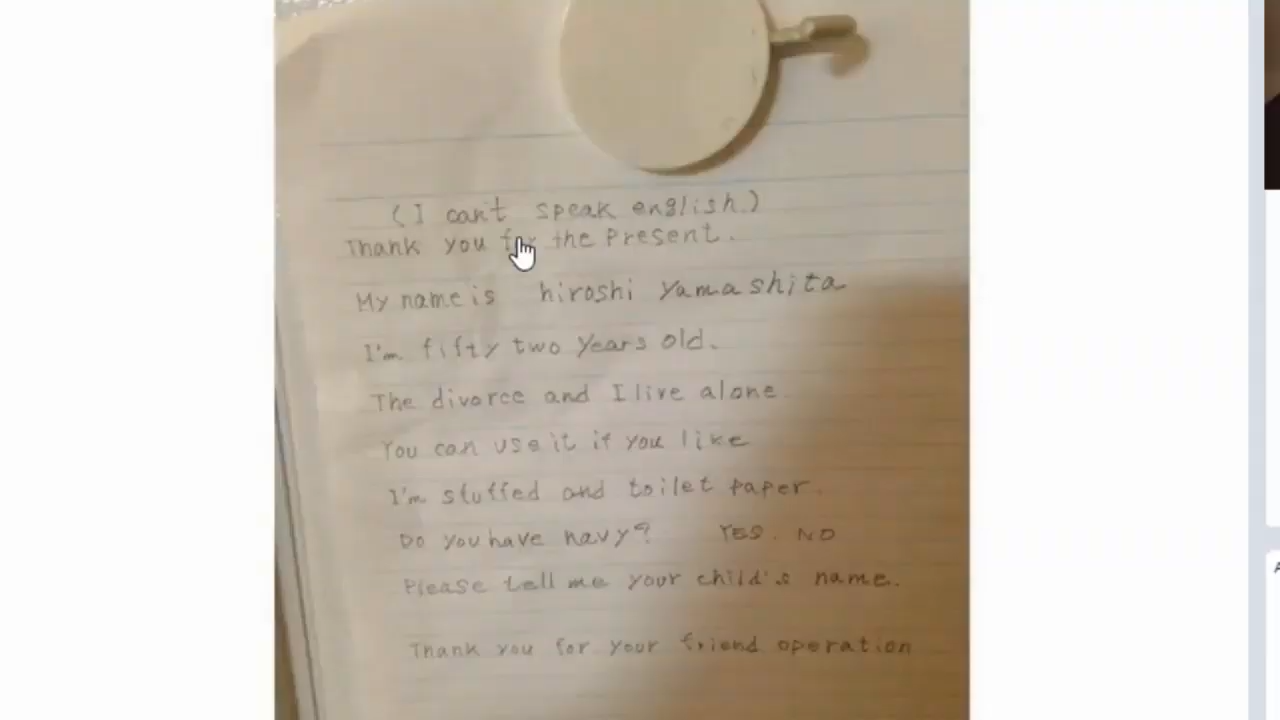 (I can't speak english.)
Thank you for the Present.
My name is hiroshi yamashita
I'm fifty two years old.
The divorce and I live alone
You can use it if you like
I'm stuffed and toilet paper.
Do you have navy? YES. NO
Please tell me your child's name.
Thank you for your friend operation